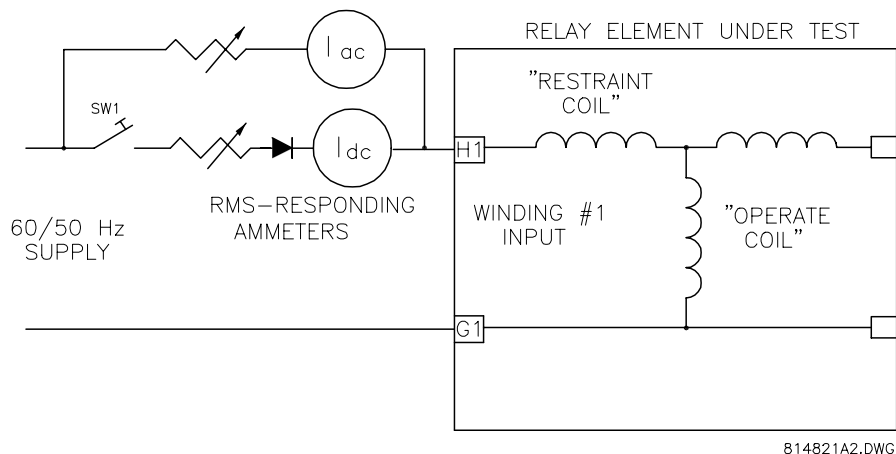 RELAY ELEMENT UNDER TEST
I ac
"RESTRAINT
COIL"
SW1
I dc
H1
RMS-RESPONDING
AMMETERS
WINDING #1
INPUT
"OPERATE
COIL"
60/50 Hz
SUPPLY
G1
814821A2.DWG